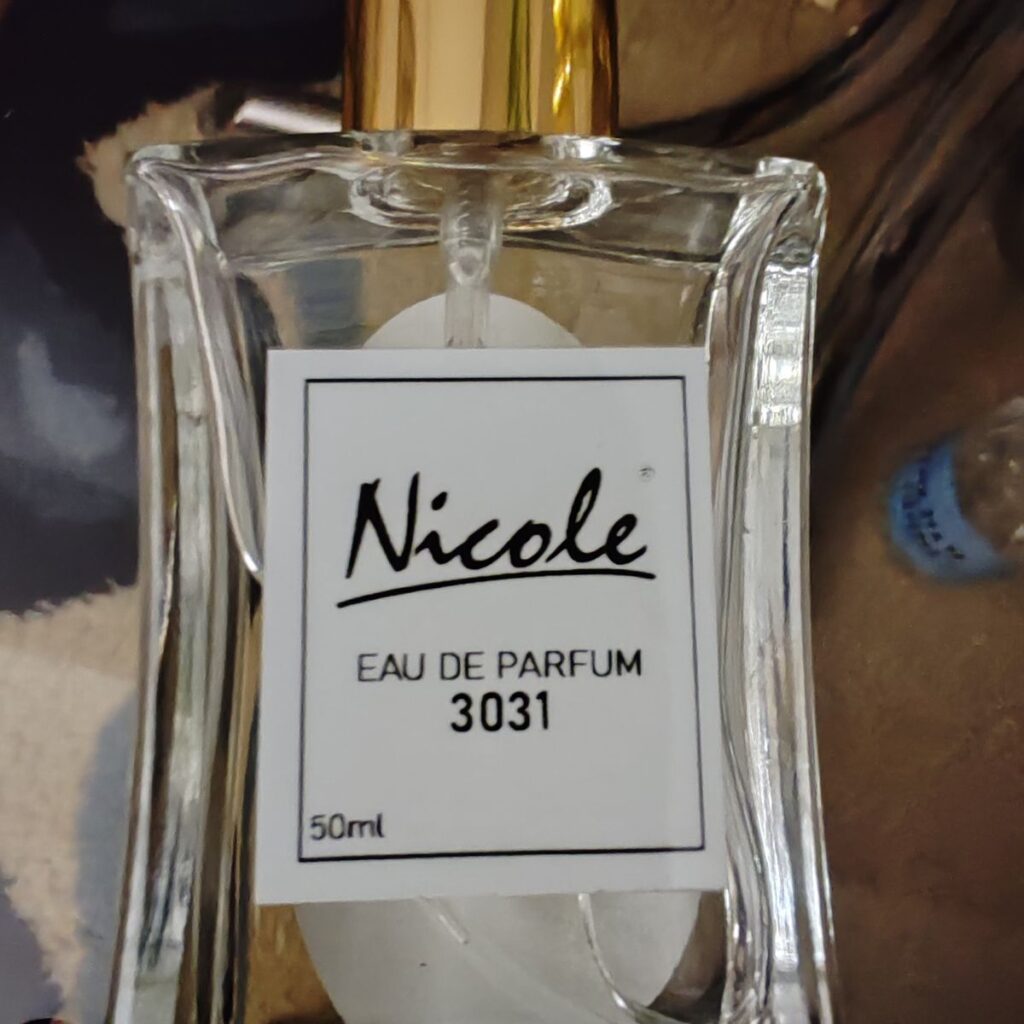 Nicole®
EAU DE PARFUM
3031
50ml